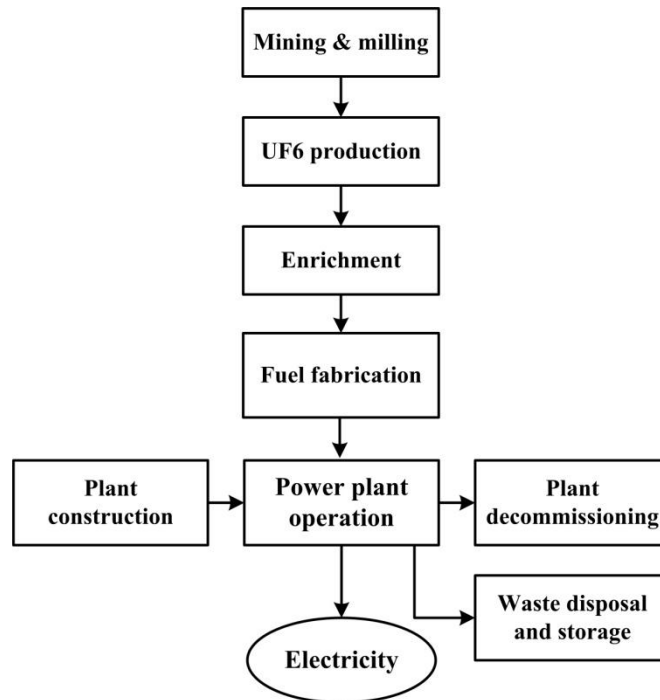 Mining & milling
UF6 production
Enrichment
Fuel fabrication
Plant
construction
Power plant
operation
Plant
decommissioning
Waste disposal
and storage
Electricity